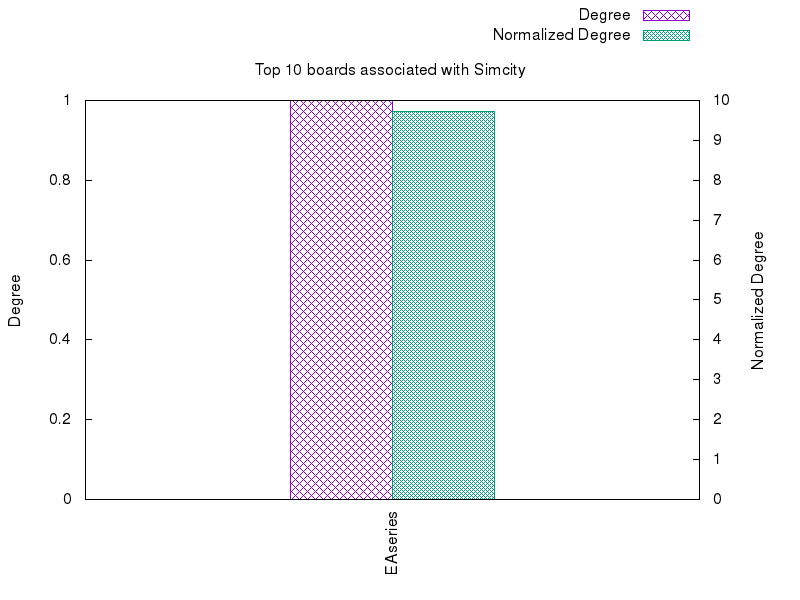 Degree
Normalized Degree
Top 10 boards associated with Simcity
1
0.8
0.6
0.4
0.2
0
10
9
8
7
6
5
4
3
2
1
0
Degree
Normalized Degree
EAseries